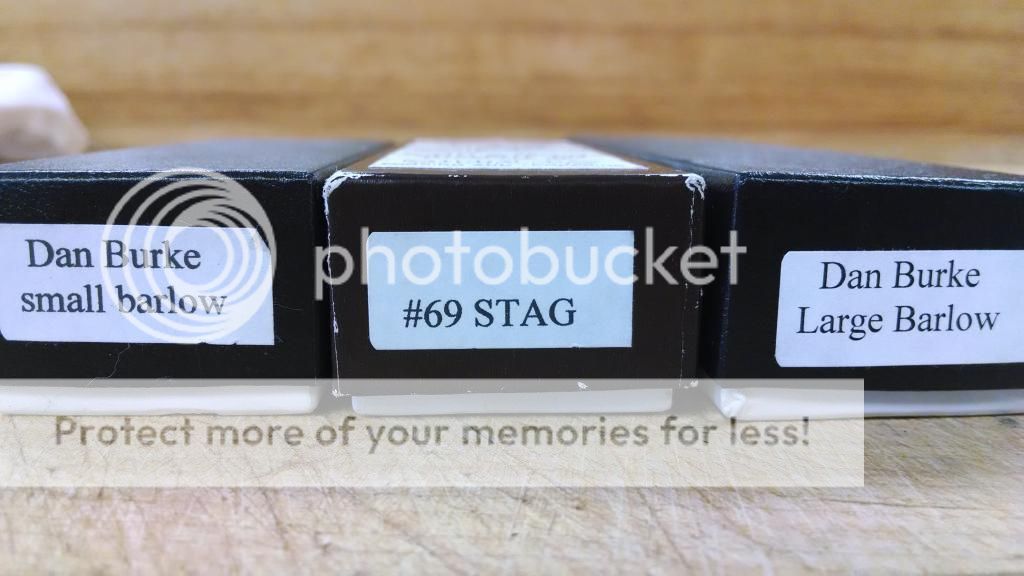 Dan Burke
small barlow
#69 STAG
Dan Burke
Large Barlow
photobucket
Protect more of your memories for less!